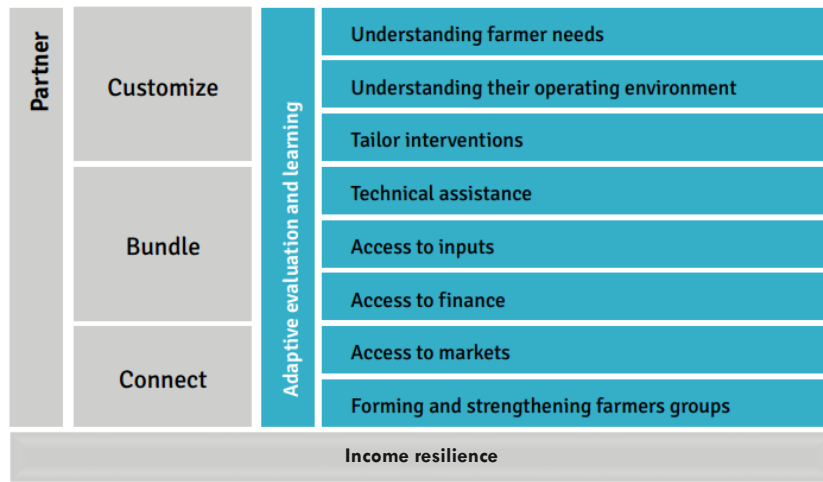 Partner
Customize
Bundle
Connect
Adaptive evaluation and learning
Understanding farmer needs
Understanding their operating environment
Tailor interventions
Technical assistance
Access to inputs
Access to finance
Access to markets
Forming and strengthening farmers groups
Income resilience